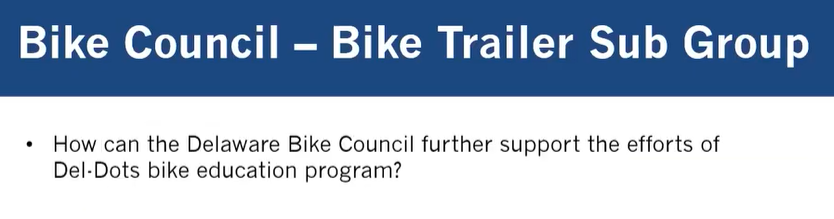 Bike Council – Bike Trailer Sub Group
• How can the Delaware Bike Council further support the efforts of
Del-Dots bike education program?